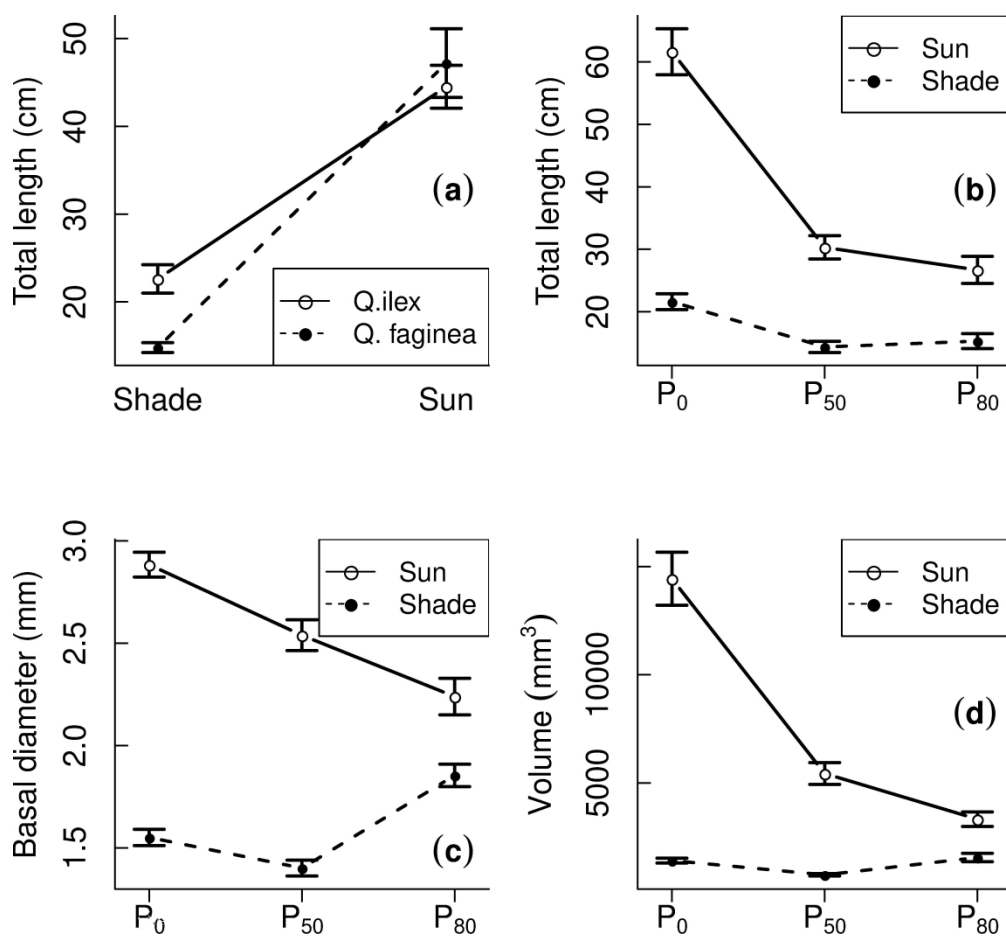 Total length (cm)
50
40
30
20
(a)
Q.ilex
Q. faginea
Shade
Sun
Total length (cm)
60
50
40
30
20
Sun
Shade
(b)
P0
P50
P80
Basal diameter (mm)
3.0
2.5
2.0
1.5
Sun
Shade
(c)
P0
P50
P80
Volume (mm³)
10000
5000
Sun
Shade
(d)
P0
P50
P80